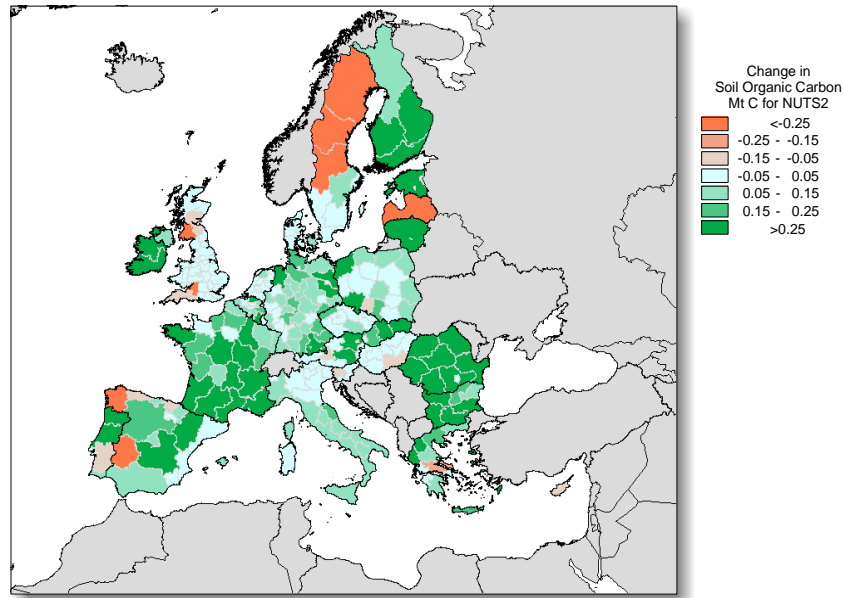 Change in
Soil Organic Carbon
Mt C for NUTS2
<-0.25
-0.25 - -0.15
-0.15 - -0.05
-0.05 - 0.05
0.05 - 0.15
0.15 - 0.25
>0.25